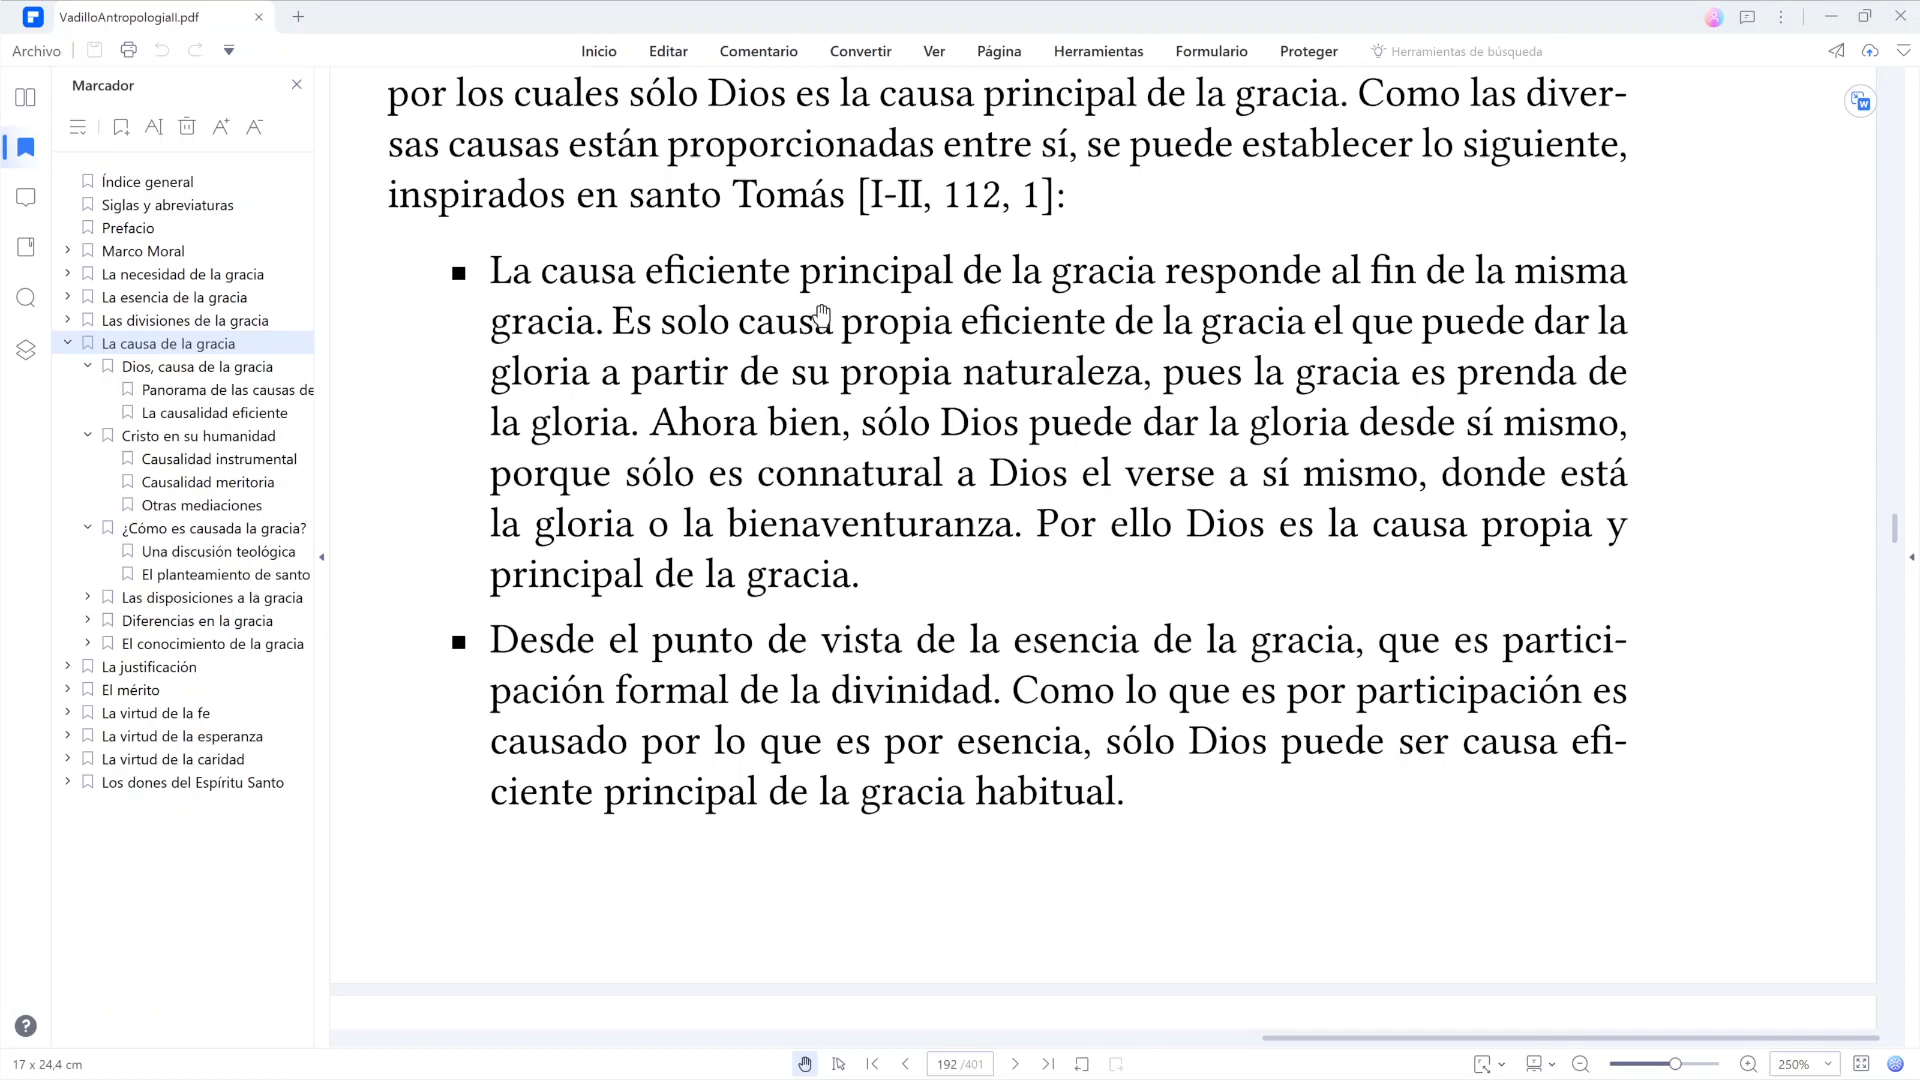 VadilloAntropologiaII.pdf
Archivo
Inicio
Editar
Comentario
Convertir
Ver
Página
Herramientas
Formulario
Proteger
Herramientas de búsqueda
Marcador
Índice general
Siglas y abreviaturas
Prefacio
Marco Moral
La necesidad de la gracia
La esencia de la gracia
Las divisiones de la gracia
La causa de la gracia
Dios, causa de la gracia
Panorama de las causas de
La causalidad eficiente
Cristo en su humanidad
Causalidad instrumental
Causalidad meritoria
Otras mediaciones
¿Cómo es causada la gracia?
Una discusión teológica
El planteamiento de santo
Las disposiciones a la gracia
Diferencias en la gracia
El conocimiento de la gracia
La justificación
El mérito
La virtud de la fe
La virtud de la esperanza
La virtud de la caridad
Los dones del Espíritu Santo
por los cuales sólo Dios es la causa principal de la gracia. Como las diver-
sas causas están proporcionadas entre sí, se puede establecer lo siguiente,
inspirados en santo Tomás [I-II, 112, 1]:
▪ La causa eficiente principal de la gracia responde al fin de la misma
gracia. Es solo causa propia eficiente de la gracia el que puede dar la
gloria a partir de su propia naturaleza, pues la gracia es prenda de
la gloria. Ahora bien, sólo Dios puede dar la gloria desde sí mismo,
porque sólo es connatural a Dios el verse a sí mismo, donde está
la gloria o la bienaventuranza. Por ello Dios es la causa propia y
principal de la gracia.
▪ Desde el punto de vista de la esencia de la gracia, que es partici-
pación formal de la divinidad. Como lo que es por participación es
causado por lo que es por esencia, sólo Dios puede ser causa efi-
ciente principal de la gracia habitual.
17 x 24,4 cm
192 /401
250%